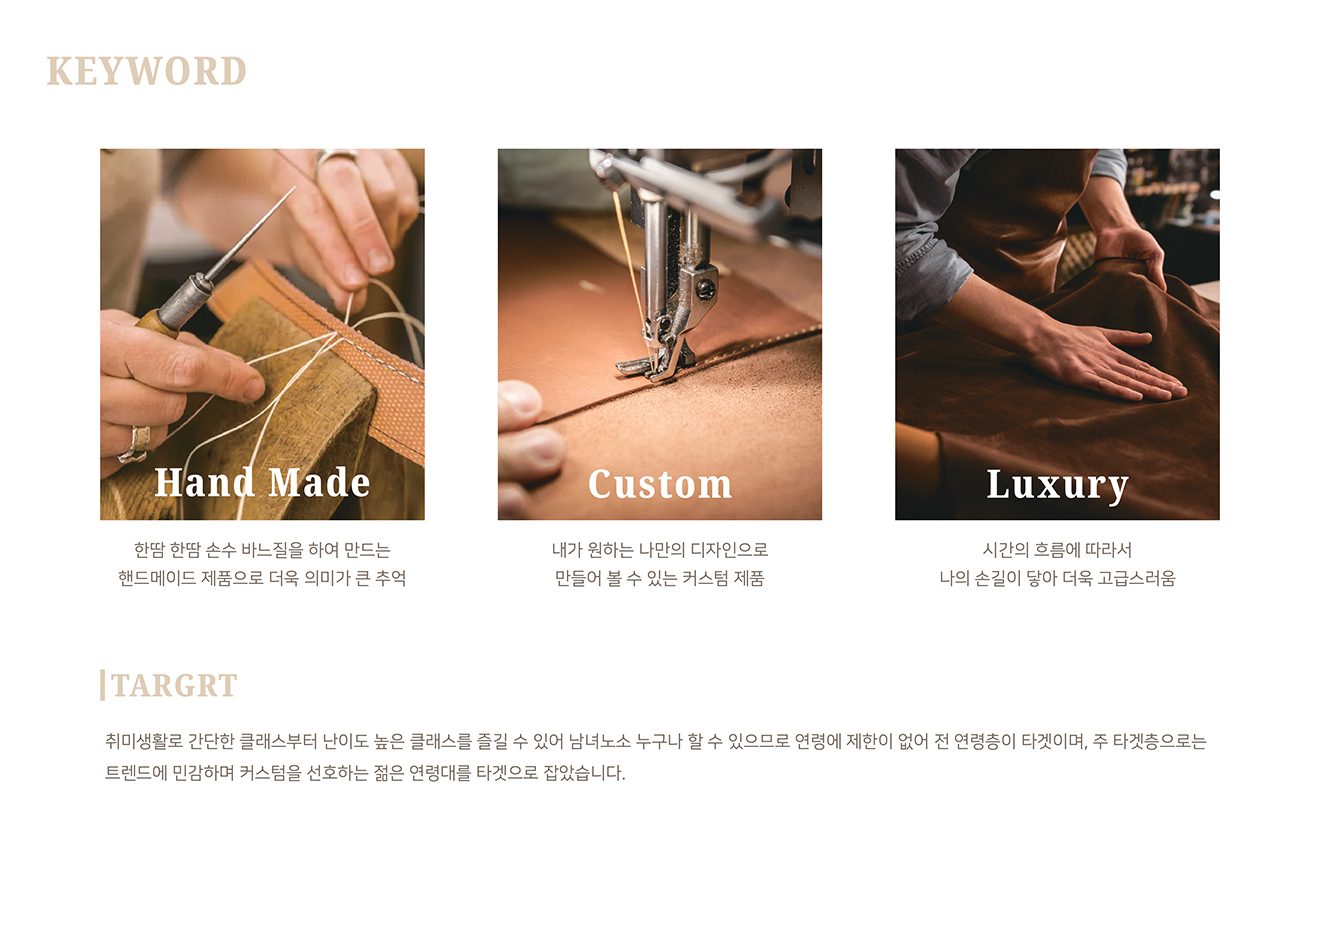 KEYWORD
Hand Made
Custom
Luxury
한땀 한땀 손수 바느질을 하여 만드는
핸드메이드 제품으로 더욱 의미가 큰 추억
내가 원하는 나만의 디자인으로
만들어 볼 수 있는 커스텀 제품
시간의 흐름에 따라서
나의 손길이 닿아 더욱 고급스러움
TARGRT
취미생활로 간단한 클래스부터 난이도 높은 클래스를 즐길 수 있어 남녀노소 누구나 할 수 있으므로 연령에 제한이 없어 전 연령층이 타겟이며, 주 타겟층으로는
트렌드에 민감하며 커스텀을 선호하는 젊은 연령대를 타겟으로 잡았습니다.